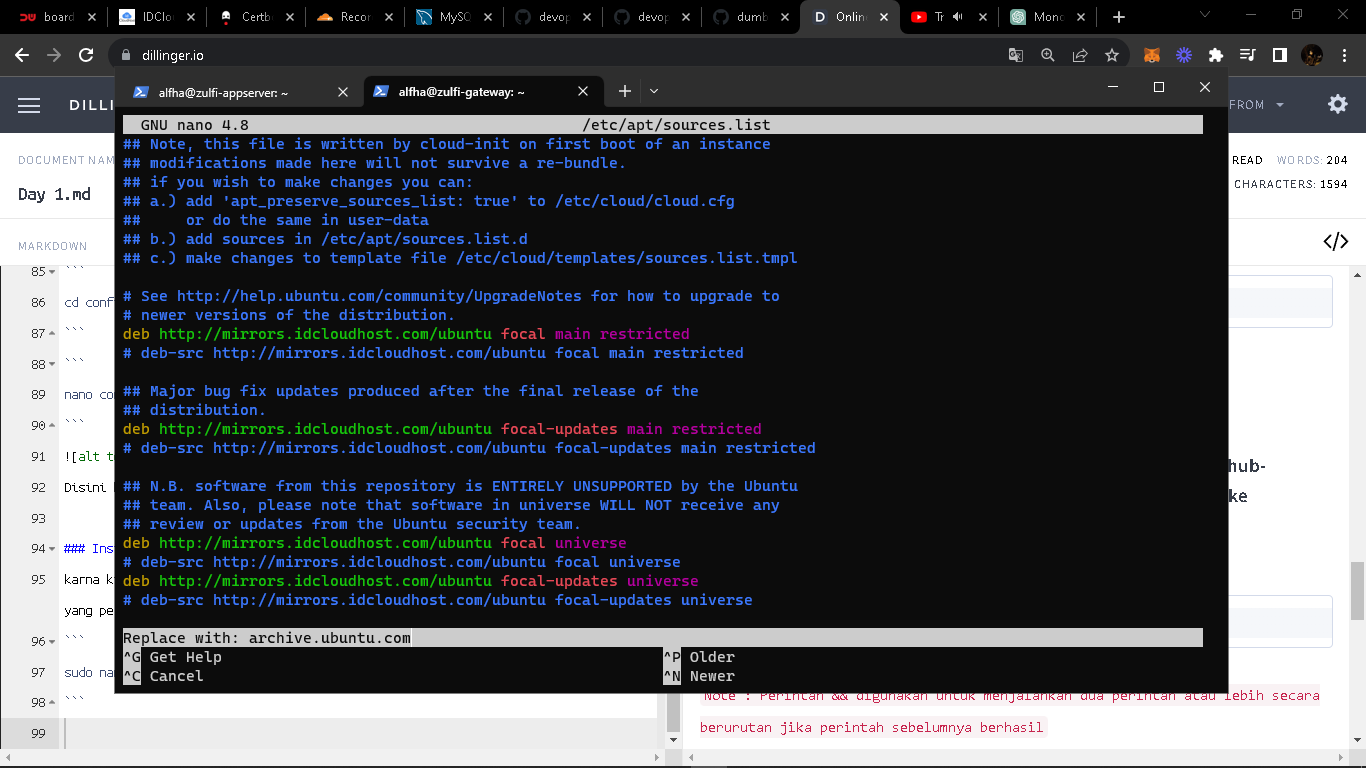 board
IDClo
Certb
Recor
MySQ
devop
devop
dumb
Onlin
Tr
Mond
dillinger.io
alfha@zulfi-appserver: ~
alfha@zulfi-gateway: ~
DILLI
FROM
DOCUMENT NAM
READ WORDS: 204
Day 1.md
CHARACTERS: 1594
MARKDOWN
GNU nano 4.8 /etc/apt/sources.list
## Note, this file is written by cloud-init on first boot of an instance
## modifications made here will not survive a re-bundle.
## if you wish to make changes you can:
## a.) add 'apt_preserve_sources_list: true' to /etc/cloud/cloud.cfg
## or do the same in user-data
## b.) add sources in /etc/apt/sources.list.d
## c.) make changes to template file /etc/cloud/templates/sources.list.tmpl
# See http://help.ubuntu.com/community/UpgradeNotes for how to upgrade to
# newer versions of the distribution.
deb http://mirrors.idcloudhost.com/ubuntu focal main restricted
# deb-src http://mirrors.idcloudhost.com/ubuntu focal main restricted
## Major bug fix updates produced after the final release of the
## distribution.
deb http://mirrors.idcloudhost.com/ubuntu focal-updates main restricted
# deb-src http://mirrors.idcloudhost.com/ubuntu focal-updates main restricted
## N.B. software from this repository is ENTIRELY UNSUPPORTED by the Ubuntu
## team. Also, please note that software in universe WILL NOT receive any
## review or updates from the Ubuntu security team.
deb http://mirrors.idcloudhost.com/ubuntu focal universe
# deb-src http://mirrors.idcloudhost.com/ubuntu focal universe
deb http://mirrors.idcloudhost.com/ubuntu focal-updates universe
# deb-src http://mirrors.idcloudhost.com/ubuntu focal-updates universe
Replace with: archive.ubuntu.com
^G Get Help ^P Older
^C Cancel ^N Newer
85 ```
86 cd conf
87 ```
88 ```
89 nano co
90 ```
91 ![alt t
92 Disini
93
94 ### Ins
95 karna k
yang pe
96 ```
97 sudo na
98 ```
99
hub-
ke
Note : Perintah && digunakan untuk menjalankan dua perintah atau lebih secara
berurutan jika perintah sebelumnya berhasil